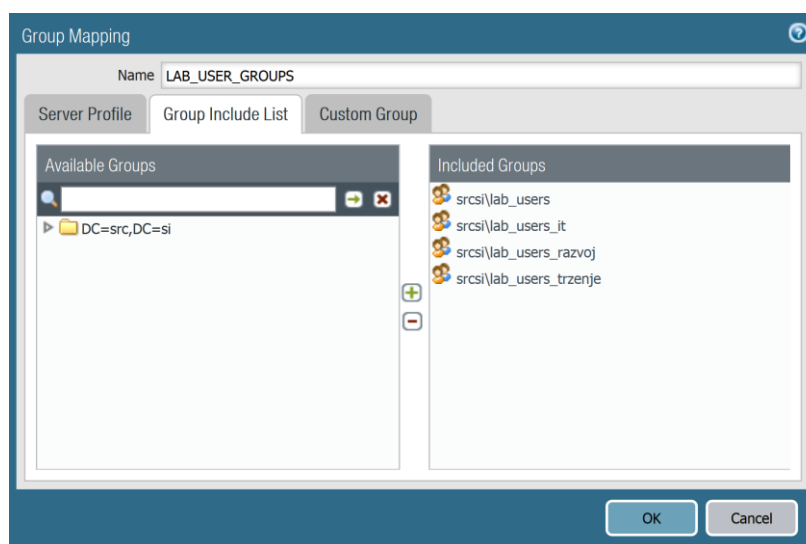 Group Mapping
Name LAB_USER_GROUPS
Server Profile Group Include List Custom Group
Available Groups
DC=src,DC=si
Included Groups
srcsi\lab_users
srcsi\lab_users_it
srcsi\lab_users_razvoj
srcsi\lab_users_trzenje
OK Cancel